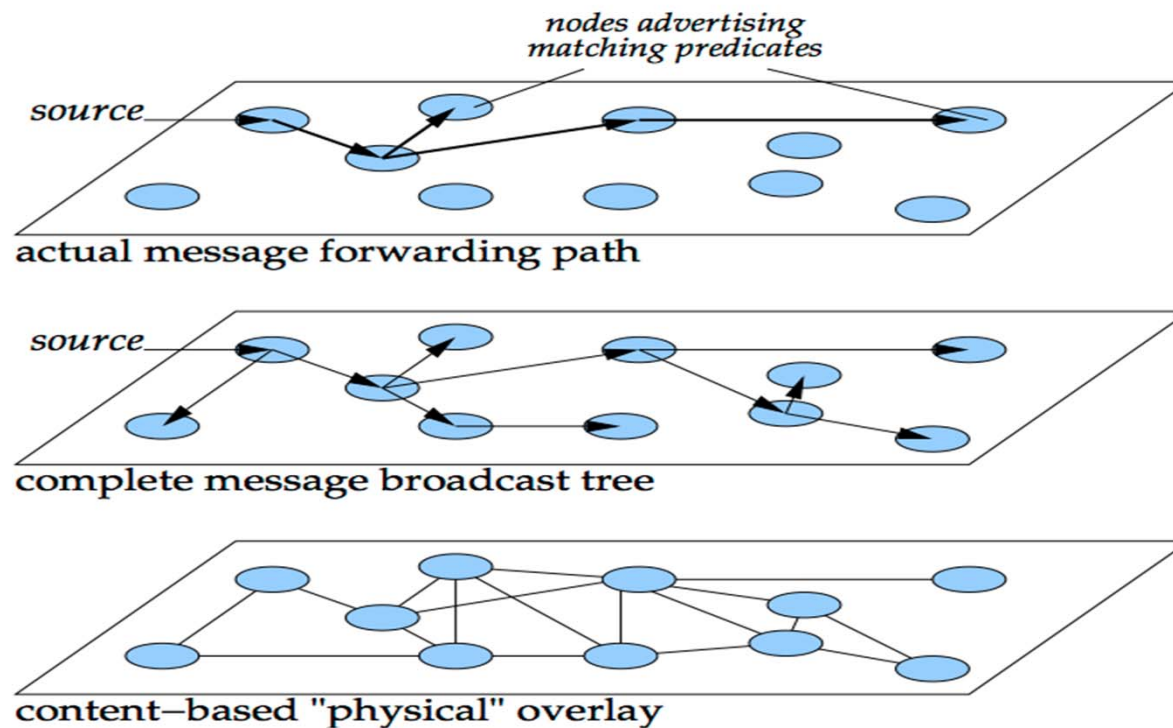 nodes advertising
matching predicates
source
actual message forwarding path
source
complete message broadcast tree
content–based "physical" overlay